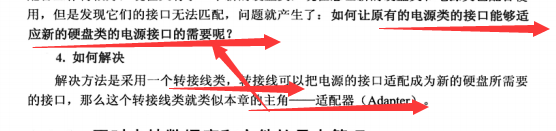 用，但是发现它们的接口无法匹配，问题就产生了：如何让原有的电源类的接口能够适
应新的硬盘类的电源接口的需要呢？
4. 如何解决
解决方法是采用一个转接线类，转接线可以把电源的接口适配成为新的硬盘所需要
的接口，那么这个转接线类就类似本章的主角——适配器（Adapter）。